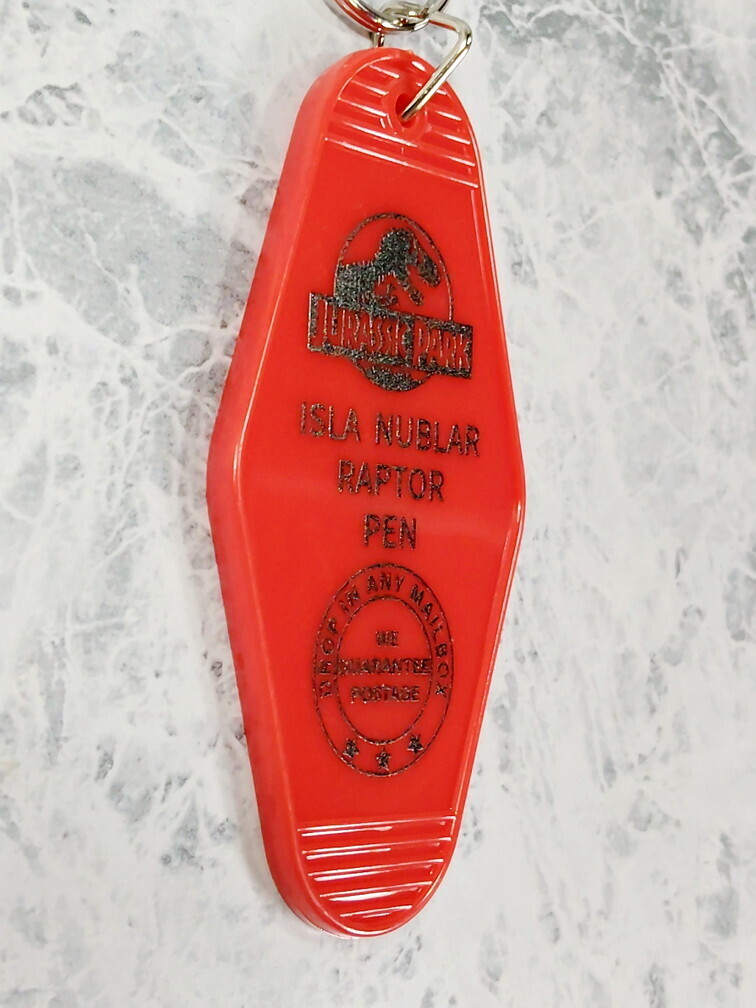 JURASSIC PARK
ISLA NUBLAR
RAPTOR
PEN
DROP IN ANY MAILBOX
WE
GUARANTEE
POSTAGE